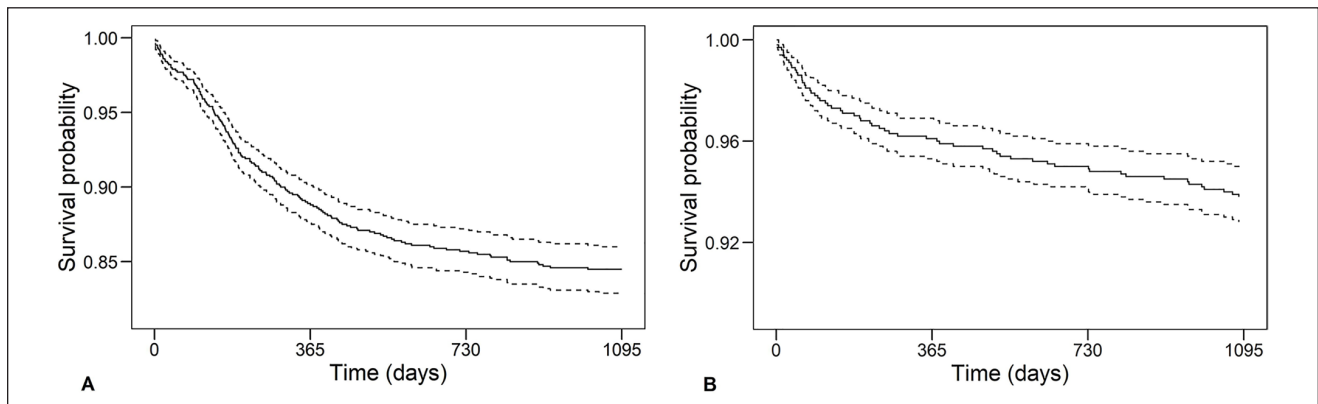 1.00
0.95
0.90
0.85
Survival probability
0 365 730 1095
Time (days)
A
1.00
0.96
0.92
Survival probability
0 365 730 1095
Time (days)
B